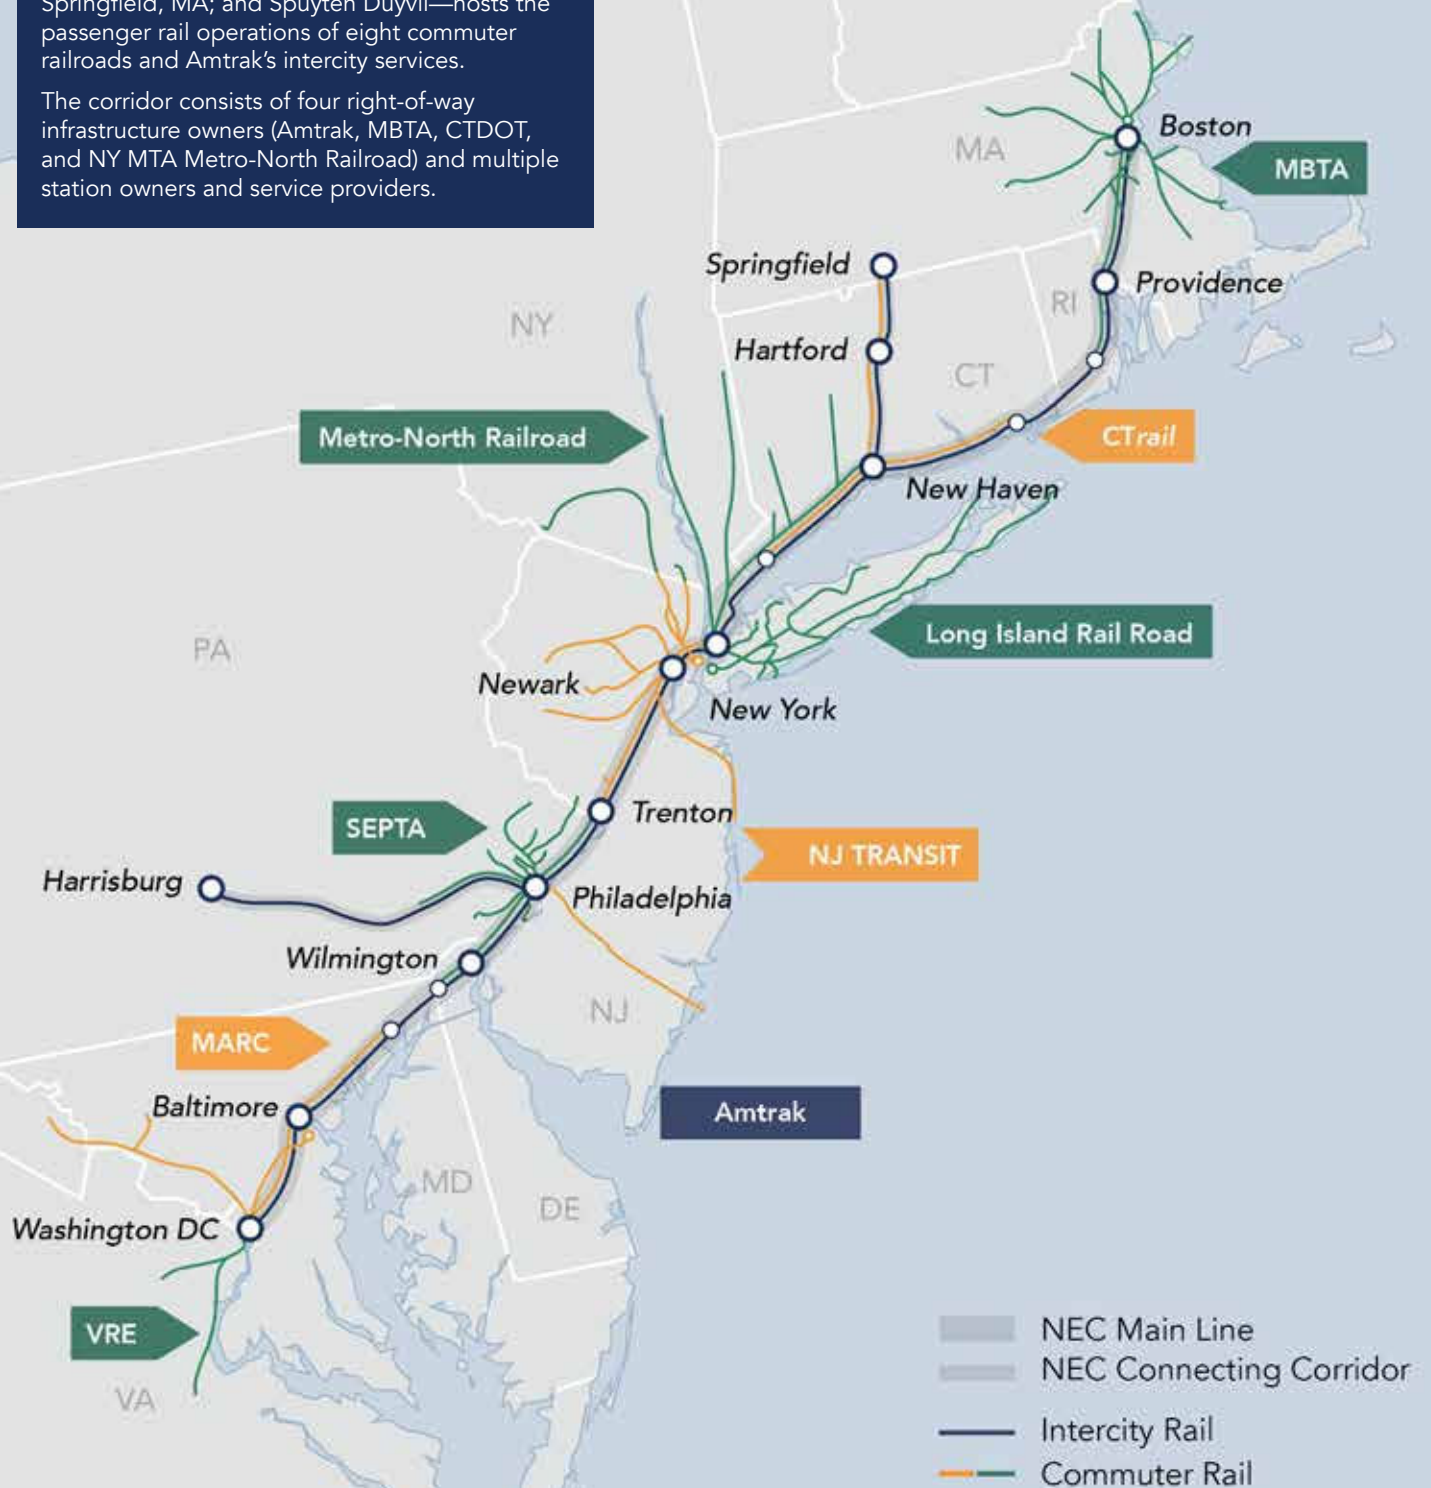 Springfield, MA; and Spuyten Duyvil—hosts the
passenger rail operations of eight commuter
railroads and Amtrak's intercity services.
The corridor consists of four right-of-way
infrastructure owners (Amtrak, MBTA, CTDOT,
and NY MTA Metro-North Railroad) and multiple
station owners and service providers.
Boston
MA
MBTA
Springfield
Providence
RI
NY
Hartford
CT
Metro-North Railroad
CTrail
New Haven
Long Island Rail Road
PA
Newark
New York
Trenton
SEPTA
NJ TRANSIT
Harrisburg
Philadelphia
Wilmington
NJ
MARC
Baltimore
Amtrak
MD
DE
Washington DC
VRE
VA
NEC Main Line
NEC Connecting Corridor
Intercity Rail
Commuter Rail